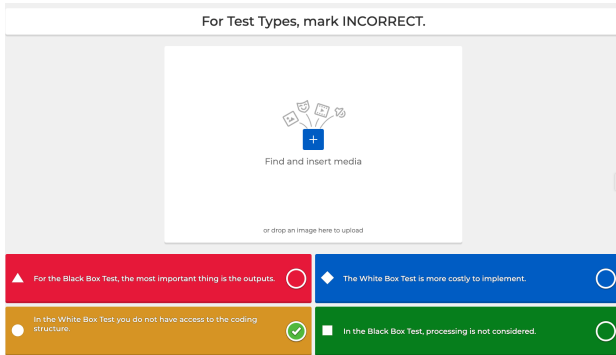 For Test Types, mark INCORRECT.
Find and insert media
or drop an image here to upload
For the Black Box Test, the most important thing is the outputs.
The White Box Test is more costly to implement.
In the White Box Test you do not have access to the coding
structure.
In the Black Box Test, processing is not considered.